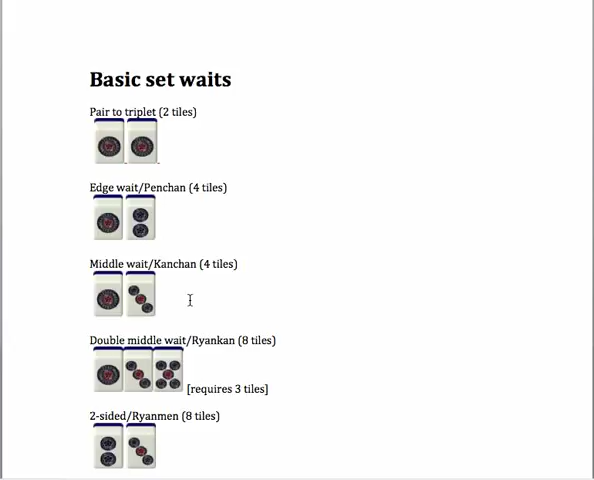 Basic set waits
Pair to triplet (2 tiles)
Edge wait/Penchan (4 tiles)
Middle wait/Kanchan (4 tiles)
Double middle wait/Ryankan (8 tiles)
[requires 3 tiles]
2-sided/Ryanmen (8 tiles)